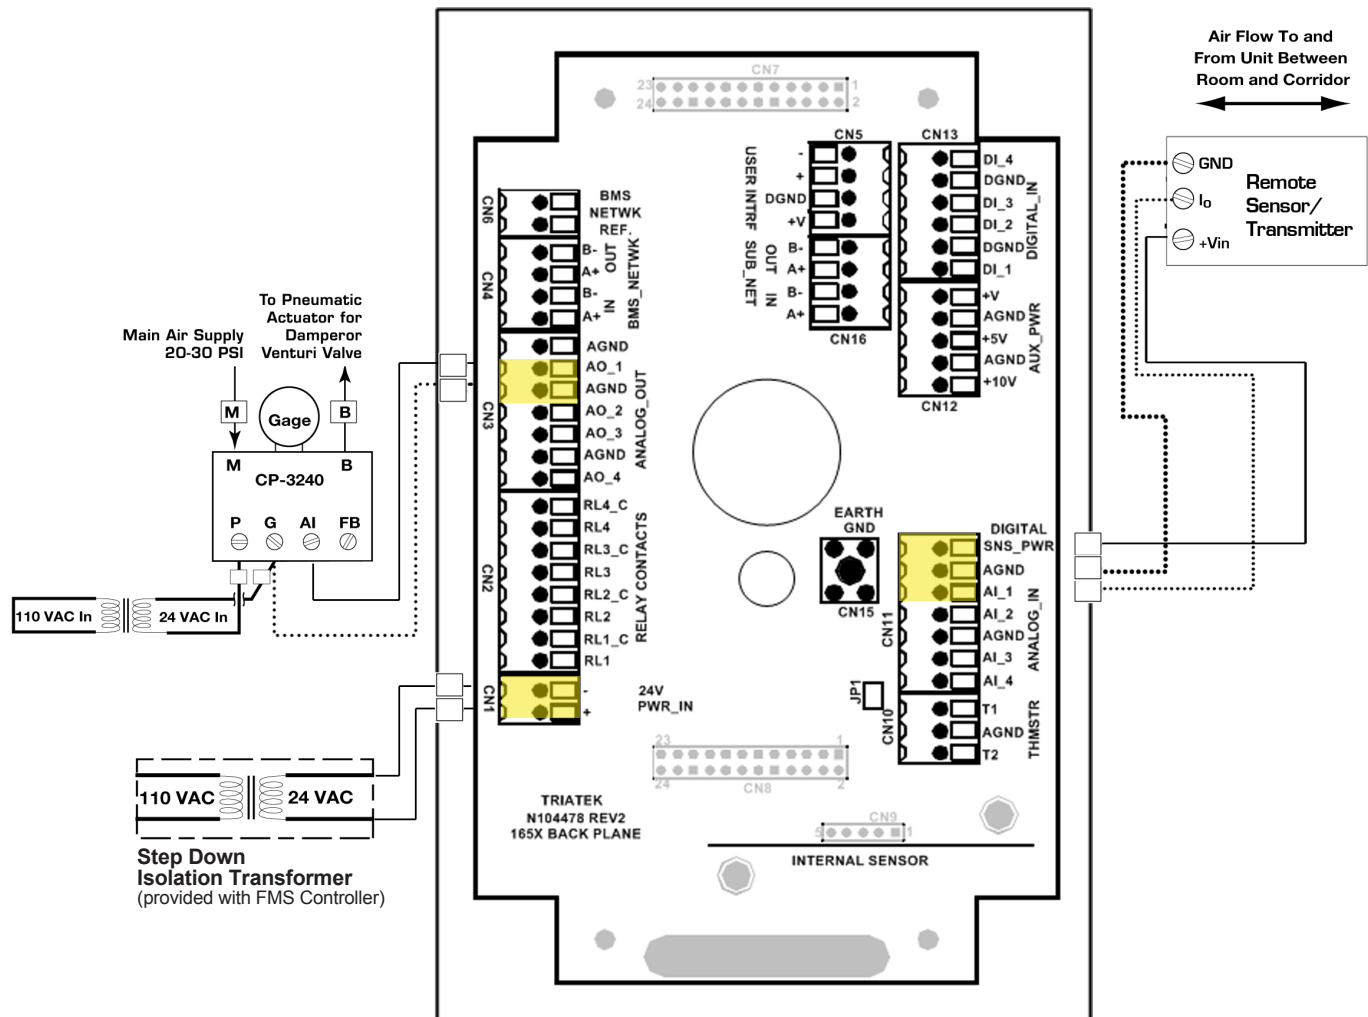 Air Flow To and
From Unit Between
Room and Corridor
GND
Io
+Vin
Remote
Sensor/
Transmitter
CN7
23 1
24 2
CN5
-
+
DGND
+V
USER INTRF
B-
A+
B-
A+
OUT
IN
SUB_NET
CN16
CN13
DI_4
DGND
DI_3
DI_2
DGND
DI_1
DIGITAL_IN
+V
AGND
+5V
AGND
+10V
AUX_PWR
CN12
CN6
BMS
NETWK
REF.
CN4
B-
A+
B-
A+
OUT
IN
BMS_NETWK
CN3
AGND
AO_1
AGND
AO_2
AO_3
AGND
AO_4
ANALOG_OUT
CN2
RL4_C
RL4
RL3_C
RL3
RL2_C
RL2
RL1_C
RL1
RELAY CONTACTS
CN1
-
+
24V
PWR_IN
To Pneumatic
Actuator for
Damperor
Venturi Valve
Main Air Supply
20-30 PSI
M
Gage
B
M B
CP-3240
P G AI FB
110 VAC In
24 VAC In
110 VAC
24 VAC
Step Down
Isolation Transformer
(provided with FMS Controller)
EARTH
GND
CN15
DIGITAL
SNS_PWR
AGND
AI_1
AI_2
AGND
AI_3
AI_4
CN11
ANALOG_IN
JP1
CN10
T1
AGND
T2
THMSTR
23 1
24 2
CN8
TRIATEK
N104478 REV2
165X BACK PLANE
CN9
5 1
INTERNAL SENSOR